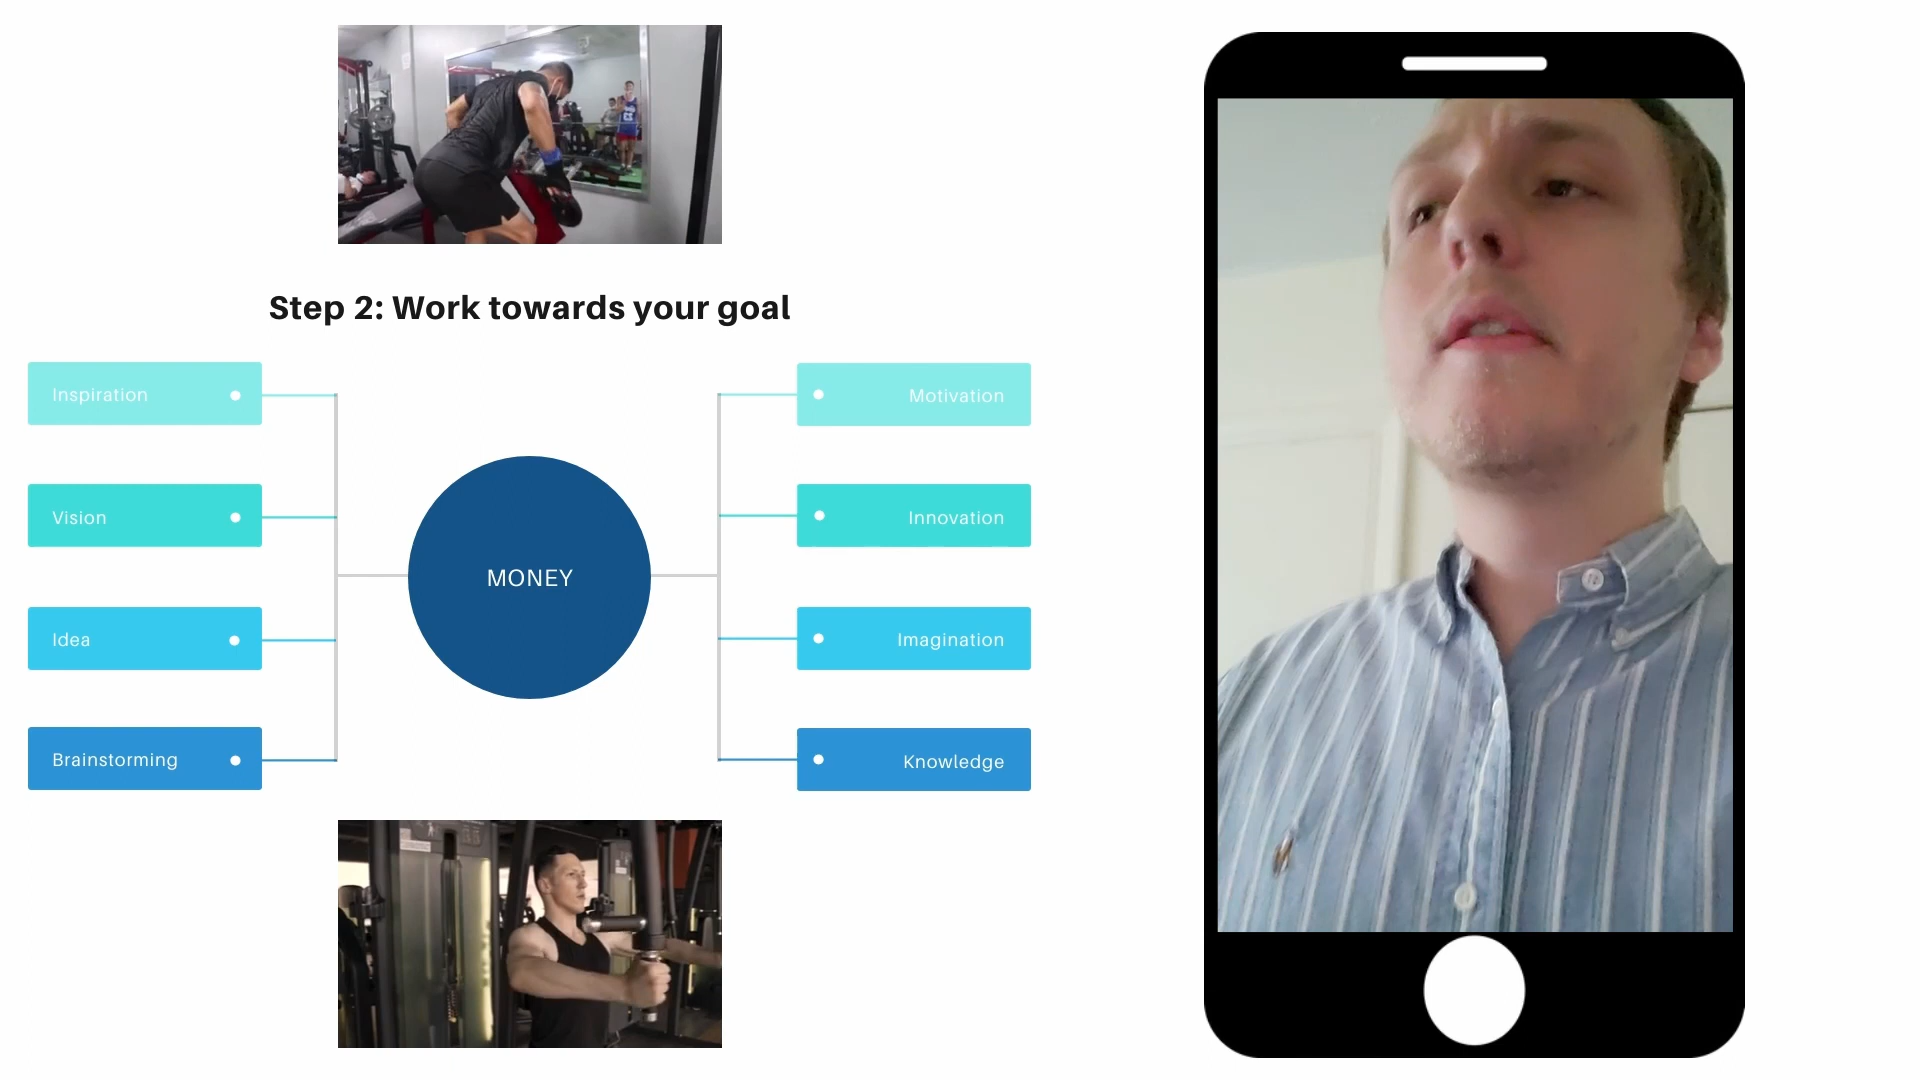 Step 2: Work towards your goal
Inspiration
Vision
Idea
Brainstorming
MONEY
Motivation
Innovation
Imagination
Knowledge